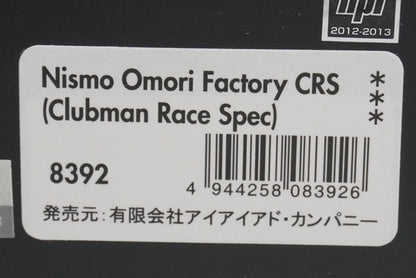 hpi
2012-2013
Nismo Omori Factory CRS
(Clubman Race Spec)
***
8392
4 944258 083926
発売元：有限会社アイアイアド・カンパニー